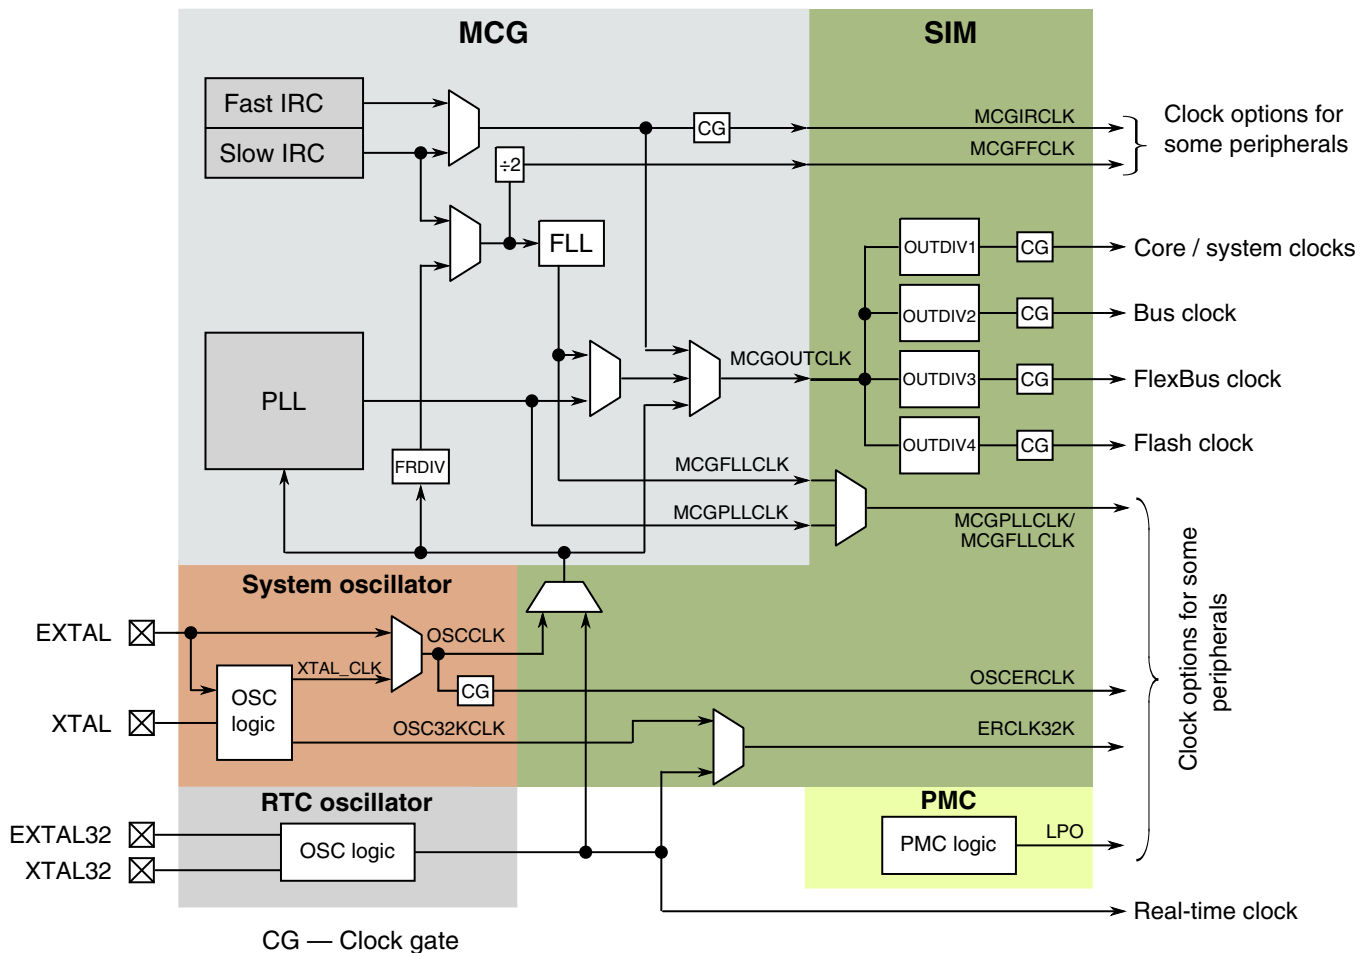 MCG
SIM
Fast IRC
Slow IRC
CG
÷2
MCGIRCLK
MCGFFCLK
Clock options for
some peripherals
FLL
OUTDIV1
CG
Core / system clocks
OUTDIV2
CG
Bus clock
PLL
MCGOUTCLK
OUTDIV3
CG
FlexBus clock
OUTDIV4
CG
Flash clock
FRDIV
MCGFLLCLK
MCGPLLCLK
MCGPLLCLK/
MCGFLLCLK
System oscillator
EXTAL
OSCCLK
XTAL_CLK
OSC
logic
CG
OSCERCLK
XTAL
OSC32KCLK
ERCLK32K
Clock options for some
peripherals
RTC oscillator
PMC
EXTAL32
XTAL32
OSC logic
PMC logic
LPO
Real-time clock
CG — Clock gate